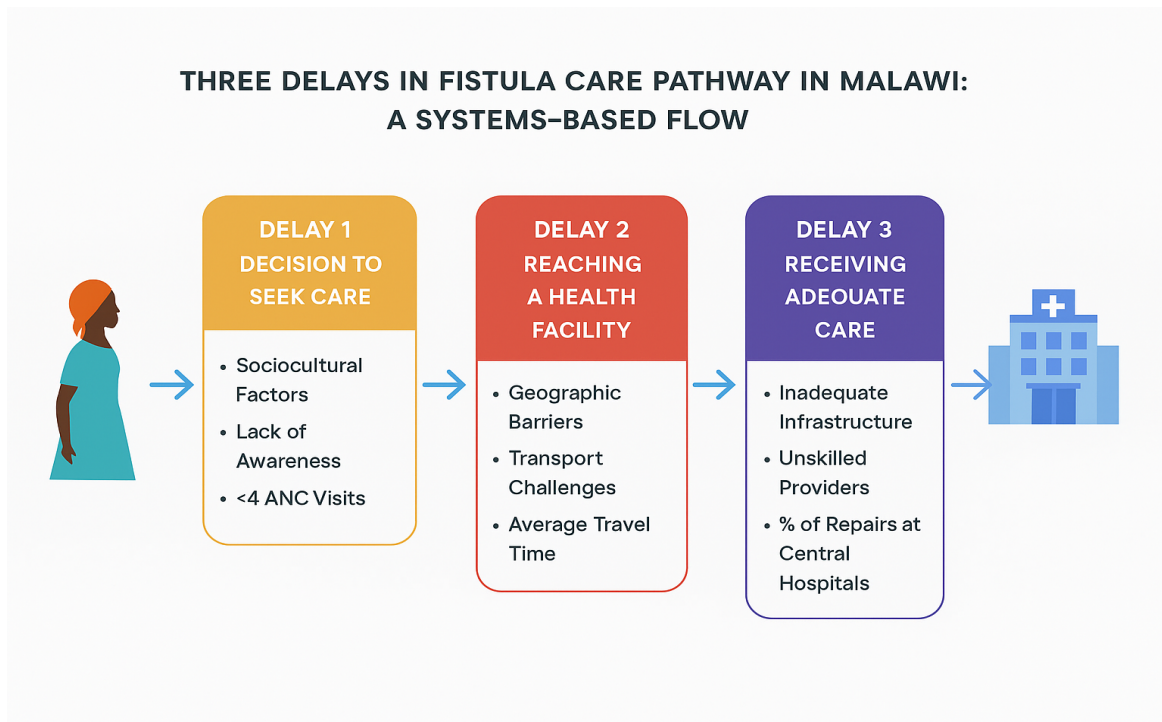 THREE DELAYS IN FISTULA CARE PATHWAY IN MALAWI:
A SYSTEMS–BASED FLOW
DELAY 1
DECISION TO
SEEK CARE
• Sociocultural
Factors
• Lack of
Awareness
• <4 ANC Visits
DELAY 2
REACHING
A HEALTH
FACILITY
• Geographic
Barriers
• Transport
Challenges
• Average Travel
Time
DELAY 3
RECEIVING
ADEOUATE
CARE
• Inadequate
Infrastructure
• Unskilled
Providers
• % of Repairs at
Central
Hospitals